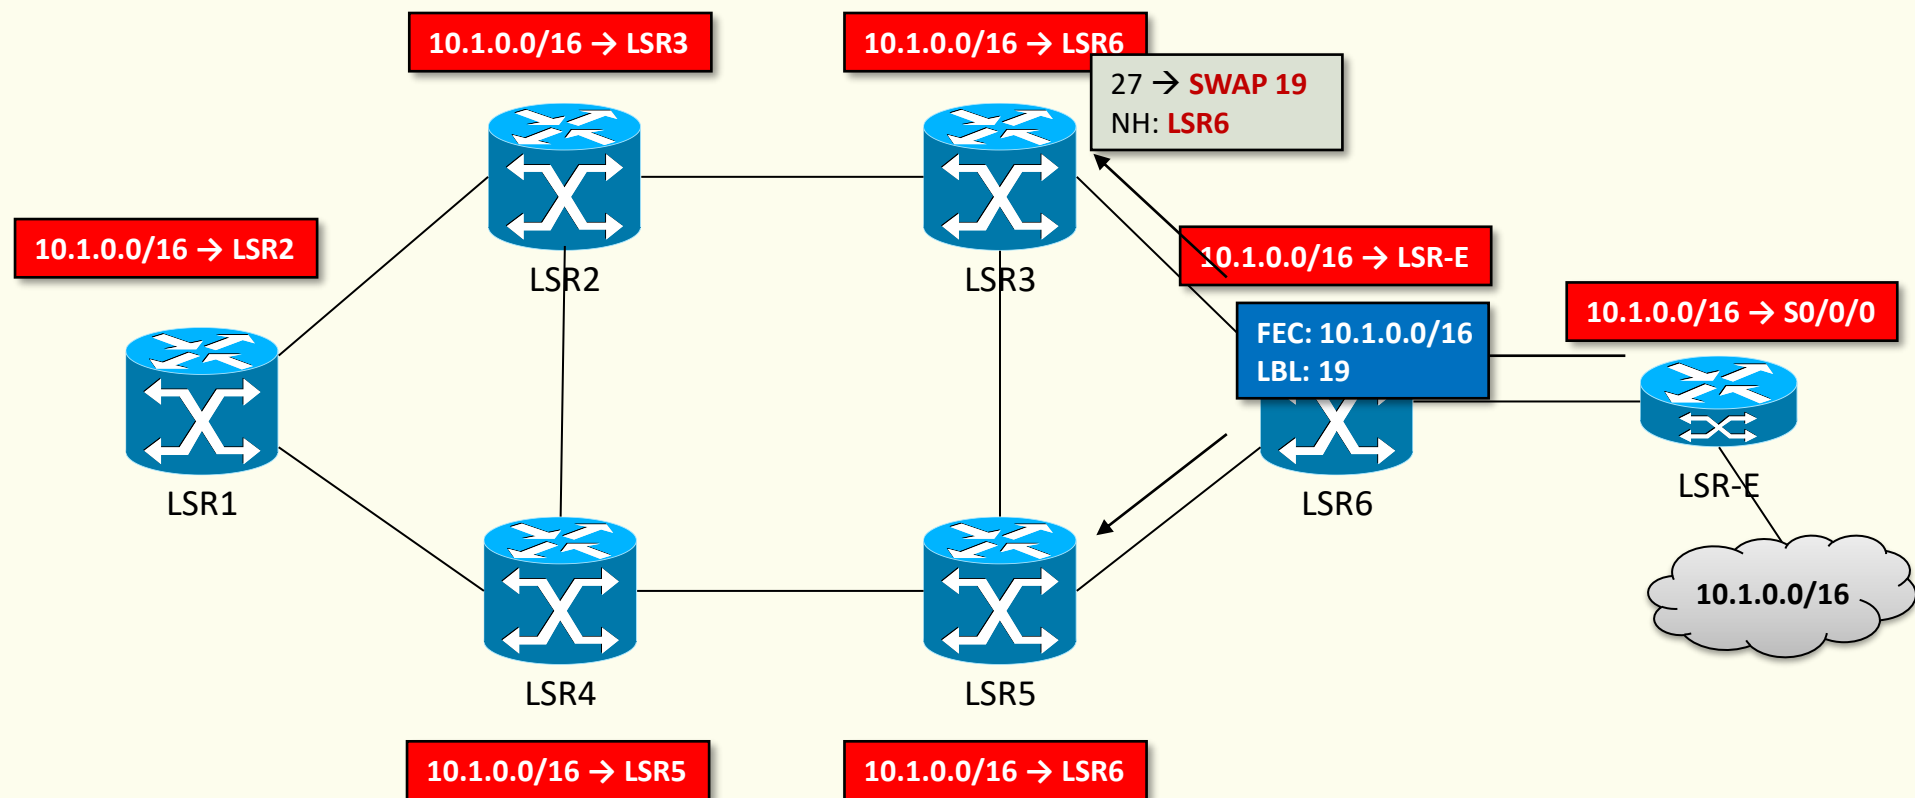 10.1.0.0/16 → LSR3
10.1.0.0/16 → LSR6
27 → SWAP 19
NH: LSR6
LSR2
LSR3
10.1.0.0/16 → LSR2
10.1.0.0/16 → LSR-E
10.1.0.0/16 → S0/0/0
FEC: 10.1.0.0/16
LBL: 19
LSR1
LSR6
LSR-E
10.1.0.0/16
LSR4
LSR5
10.1.0.0/16 → LSR5
10.1.0.0/16 → LSR6